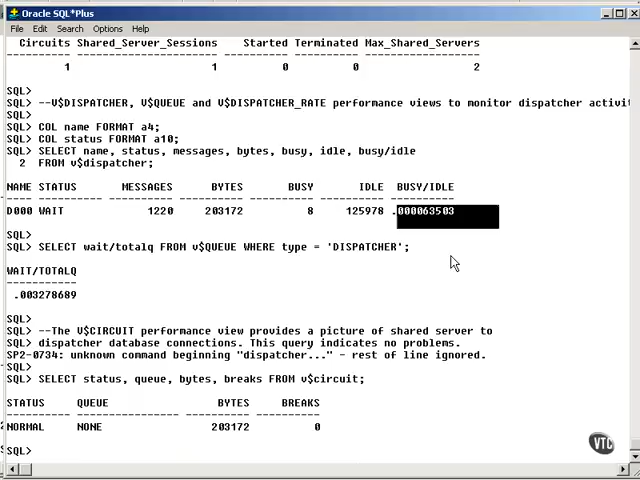 Oracle SQL*Plus
File Edit Search Options Help
Circuits Shared_Server_Sessions Started Terminated Max_Shared_Servers
---------- ---------------------- ---------- ---------- ------------------
1 1 0 0 2
SQL>
SQL> --V$DISPATCHER, V$QUEUE and V$DISPATCHER_RATE performance views to monitor dispatcher activit
SQL>
SQL> COL name FORMAT a4;
SQL> COL status FORMAT a10;
SQL> SELECT name, status, messages, bytes, busy, idle, busy/idle
2 FROM v$dispatcher;
NAME STATUS MESSAGES BYTES BUSY IDLE BUSY/IDLE
---- ---------- ---------- ---------- ---------- ---------- ----------
D000 WAIT 1220 203172 8 125978 .000063503
SQL>
SQL> SELECT wait/totalq FROM v$QUEUE WHERE type = 'DISPATCHER';
WAIT/TOTALQ
-----------
.003278689
SQL>
SQL> --The V$CIRCUIT performance view provides a picture of shared server to
SQL> dispatcher database connections. This query indicates no problems.
SP2-0734: unknown command beginning "dispatcher..." - rest of line ignored.
SQL>
SQL> SELECT status, queue, bytes, breaks FROM v$circuit;
STATUS QUEUE BYTES BREAKS
---------- ---------------- ---------- ----------
NORMAL NONE 203172 0
SQL>
VTC